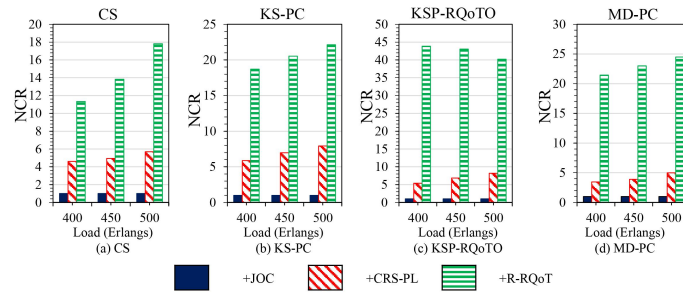 CS
KS-PC
KSP-RQoTO
MD-PC
NCR
20
18
16
14
12
10
8
6
4
2
0
400 450 500
Load (Erlangs)
(a) CS
NCR
25
20
15
10
5
0
400 450 500
Load (Erlangs)
(b) KS-PC
NCR
50
45
40
35
30
25
20
15
10
5
0
400 450 500
Load (Erlangs)
(c) KSP-RQoTO
NCR
30
25
20
15
10
5
0
400 450 500
Load (Erlangs)
(d) MD-PC
+JOC
+CRS-PL
+R-RQoT